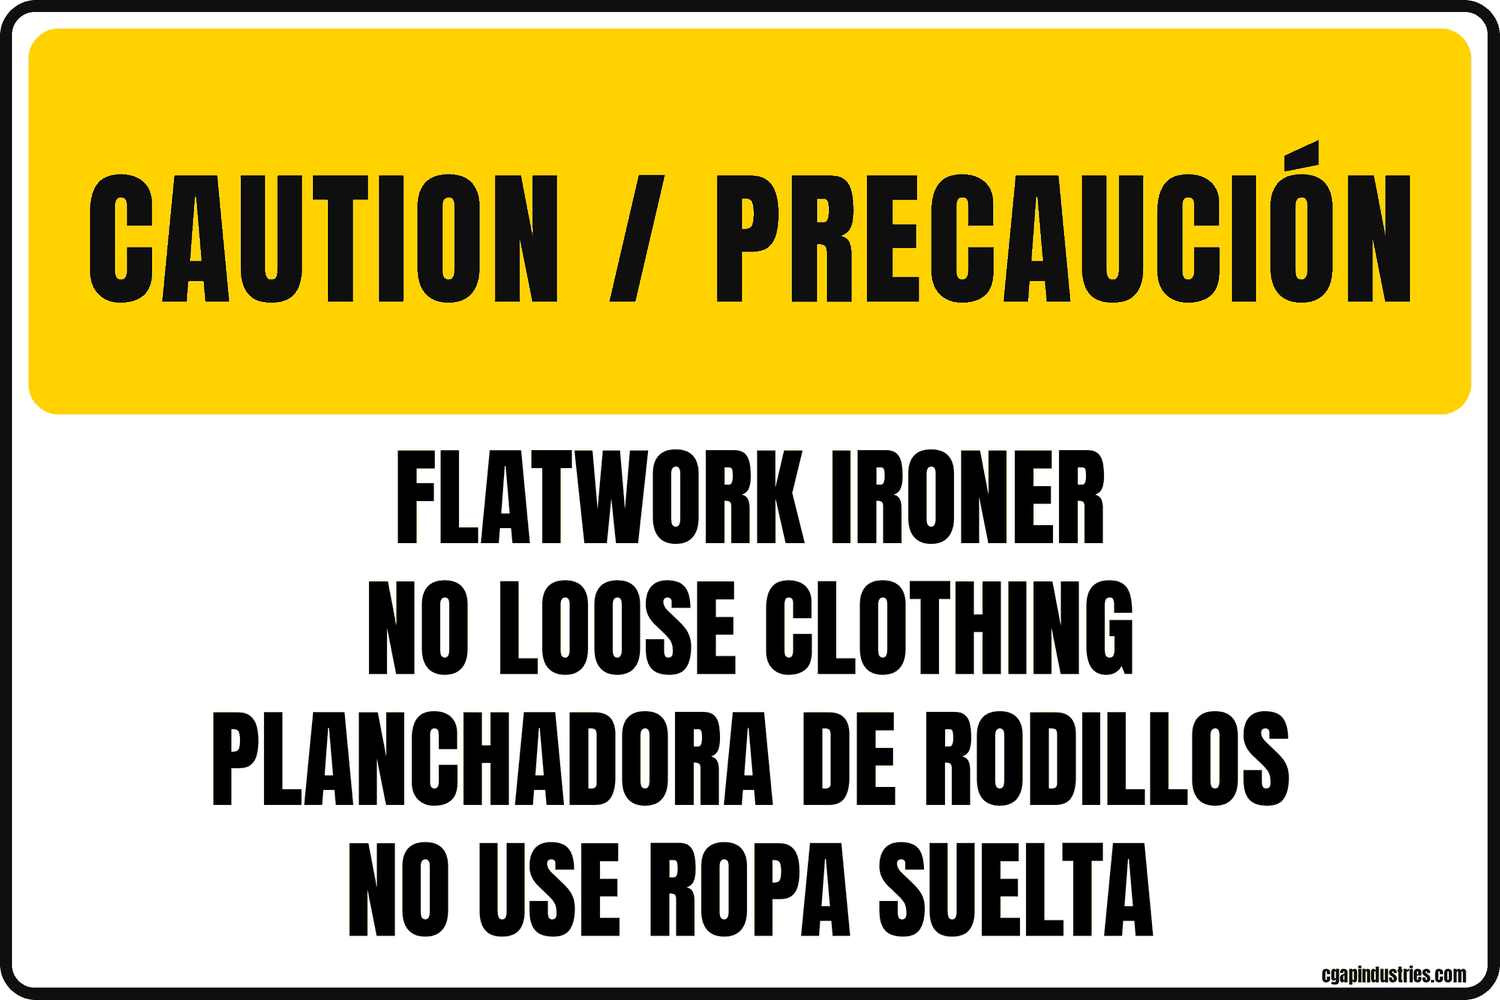 CAUTION / PRECAUCIÓN
FLATWORK IRONER
NO LOOSE CLOTHING
PLANCHADORA DE RODILLOS
NO USE ROPA SUELTA
cgapindustries.com